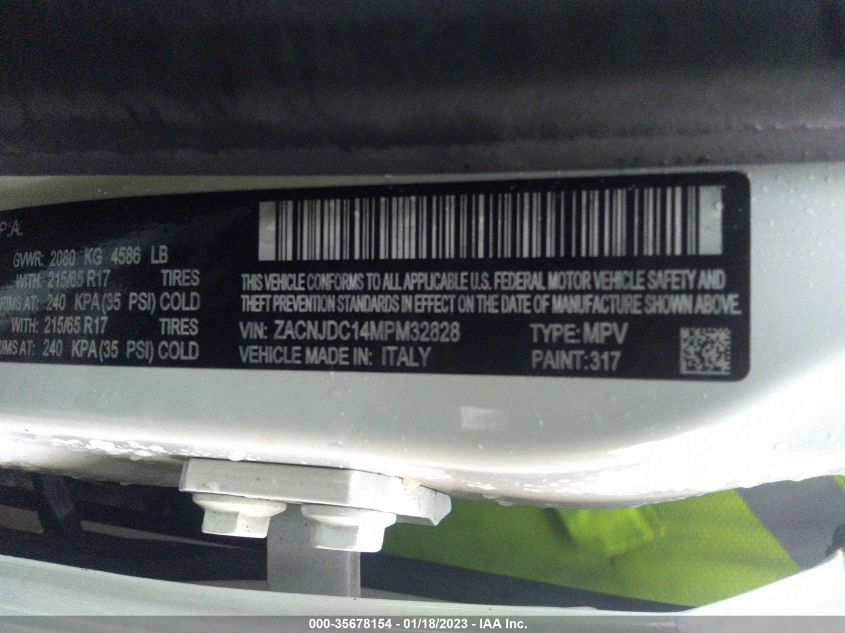 P.A.
GVWR: 2080 KG 4586 LB
WITH: 215/65 R17 TIRES
RIMS AT: 240 KPA(35 PSI) COLD
WITH: 215/65 R17 TIRES
RIMS AT: 240 KPA(35 PSI) COLD
THIS VEHICLE CONFORMS TO ALL APPLICABLE U.S. FEDERAL MOTOR VEHICLE SAFETY AND
THEFT PREVENTION STANDARDS IN EFFECT ON THE DATE OF MANUFACTURE SHOWN ABOVE.
VIN: ZACNJDC14MPM32828 TYPE: MPV
VEHICLE MADE IN: ITALY PAINT:317
000-35678154 - 01/18/2023 - IAA Inc.